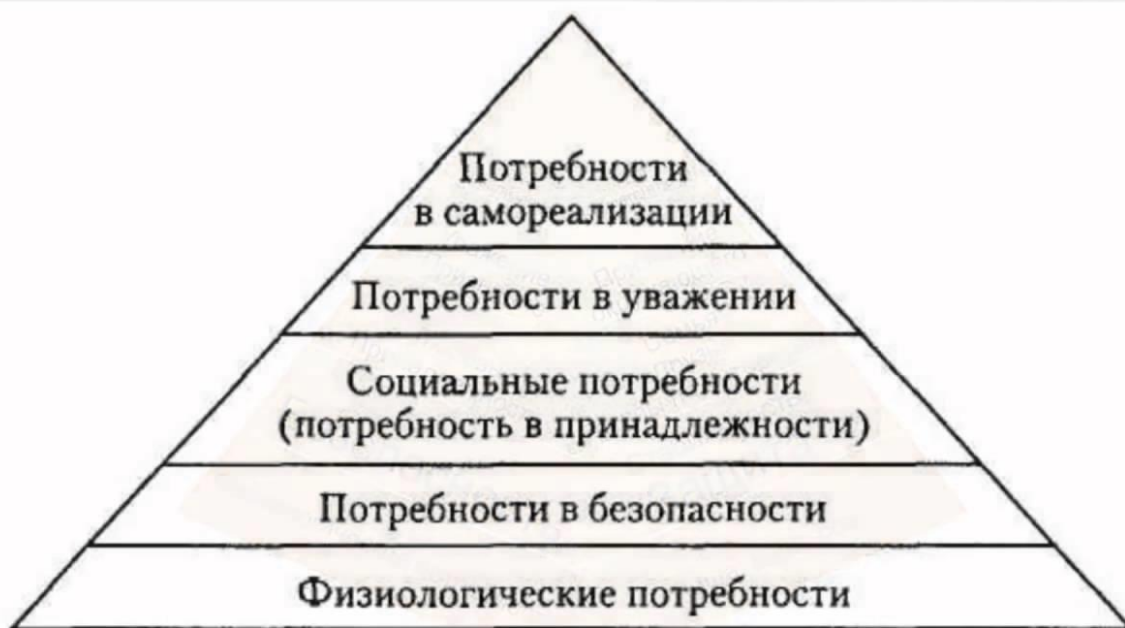 Потребности
в самореализации
Потребности в уважении
Социальные потребности
(потребность в принадлежности)
Потребности в безопасности
Физиологические потребности